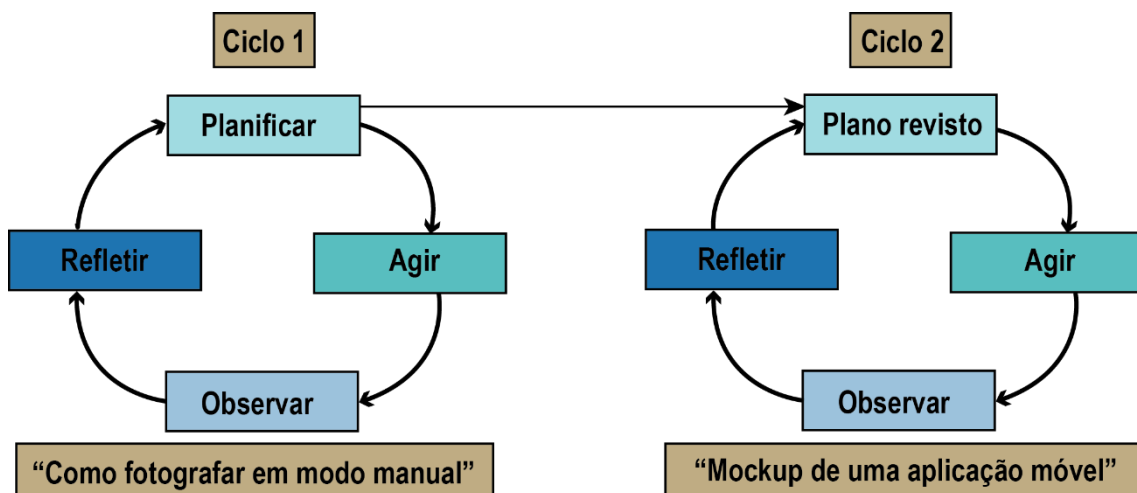 Ciclo 1
Ciclo 2
Planificar
Plano revisto
Refletir
Agir
Refletir
Agir
Observar
Observar
“Como fotografar em modo manual”
“Mockup de uma aplicação móvel”